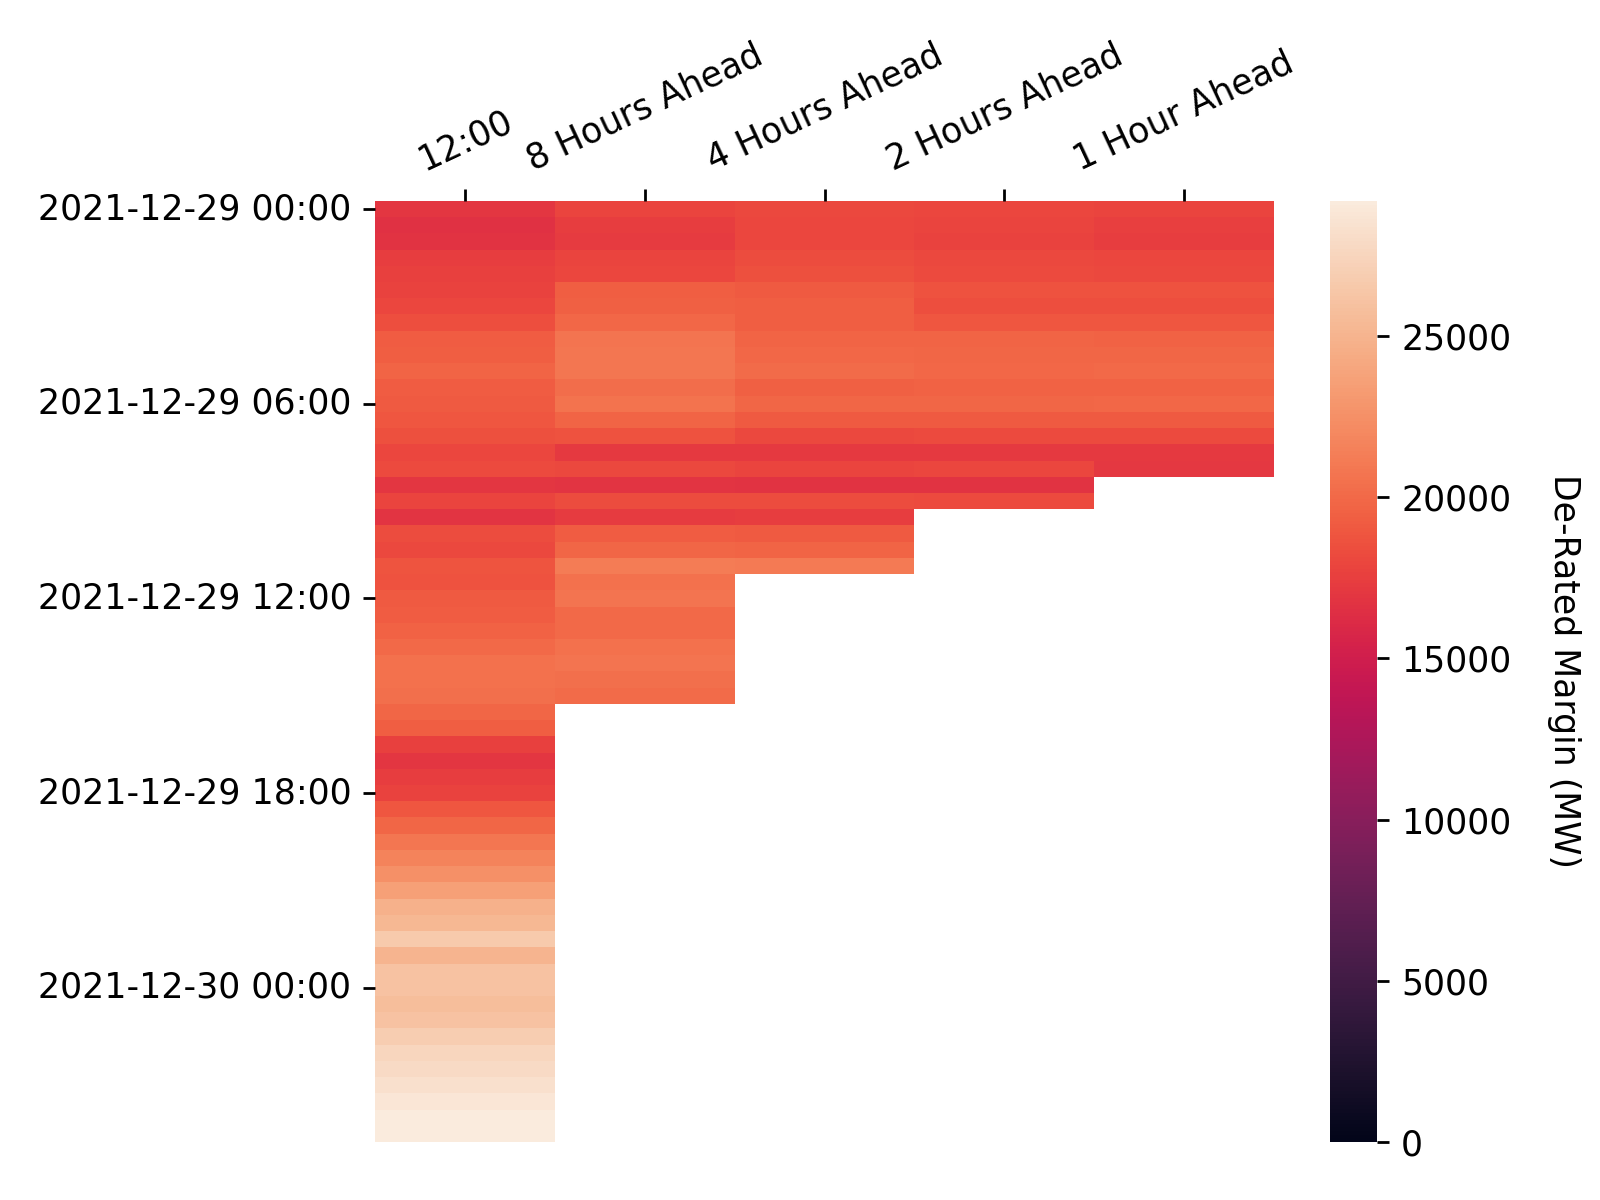 12:00
8 Hours Ahead
4 Hours Ahead
2 Hours Ahead
1 Hour Ahead
2021-12-29 00:00
2021-12-29 06:00
2021-12-29 12:00
2021-12-29 18:00
2021-12-30 00:00
25000
20000
15000
10000
5000
0
De-Rated Margin (MW)